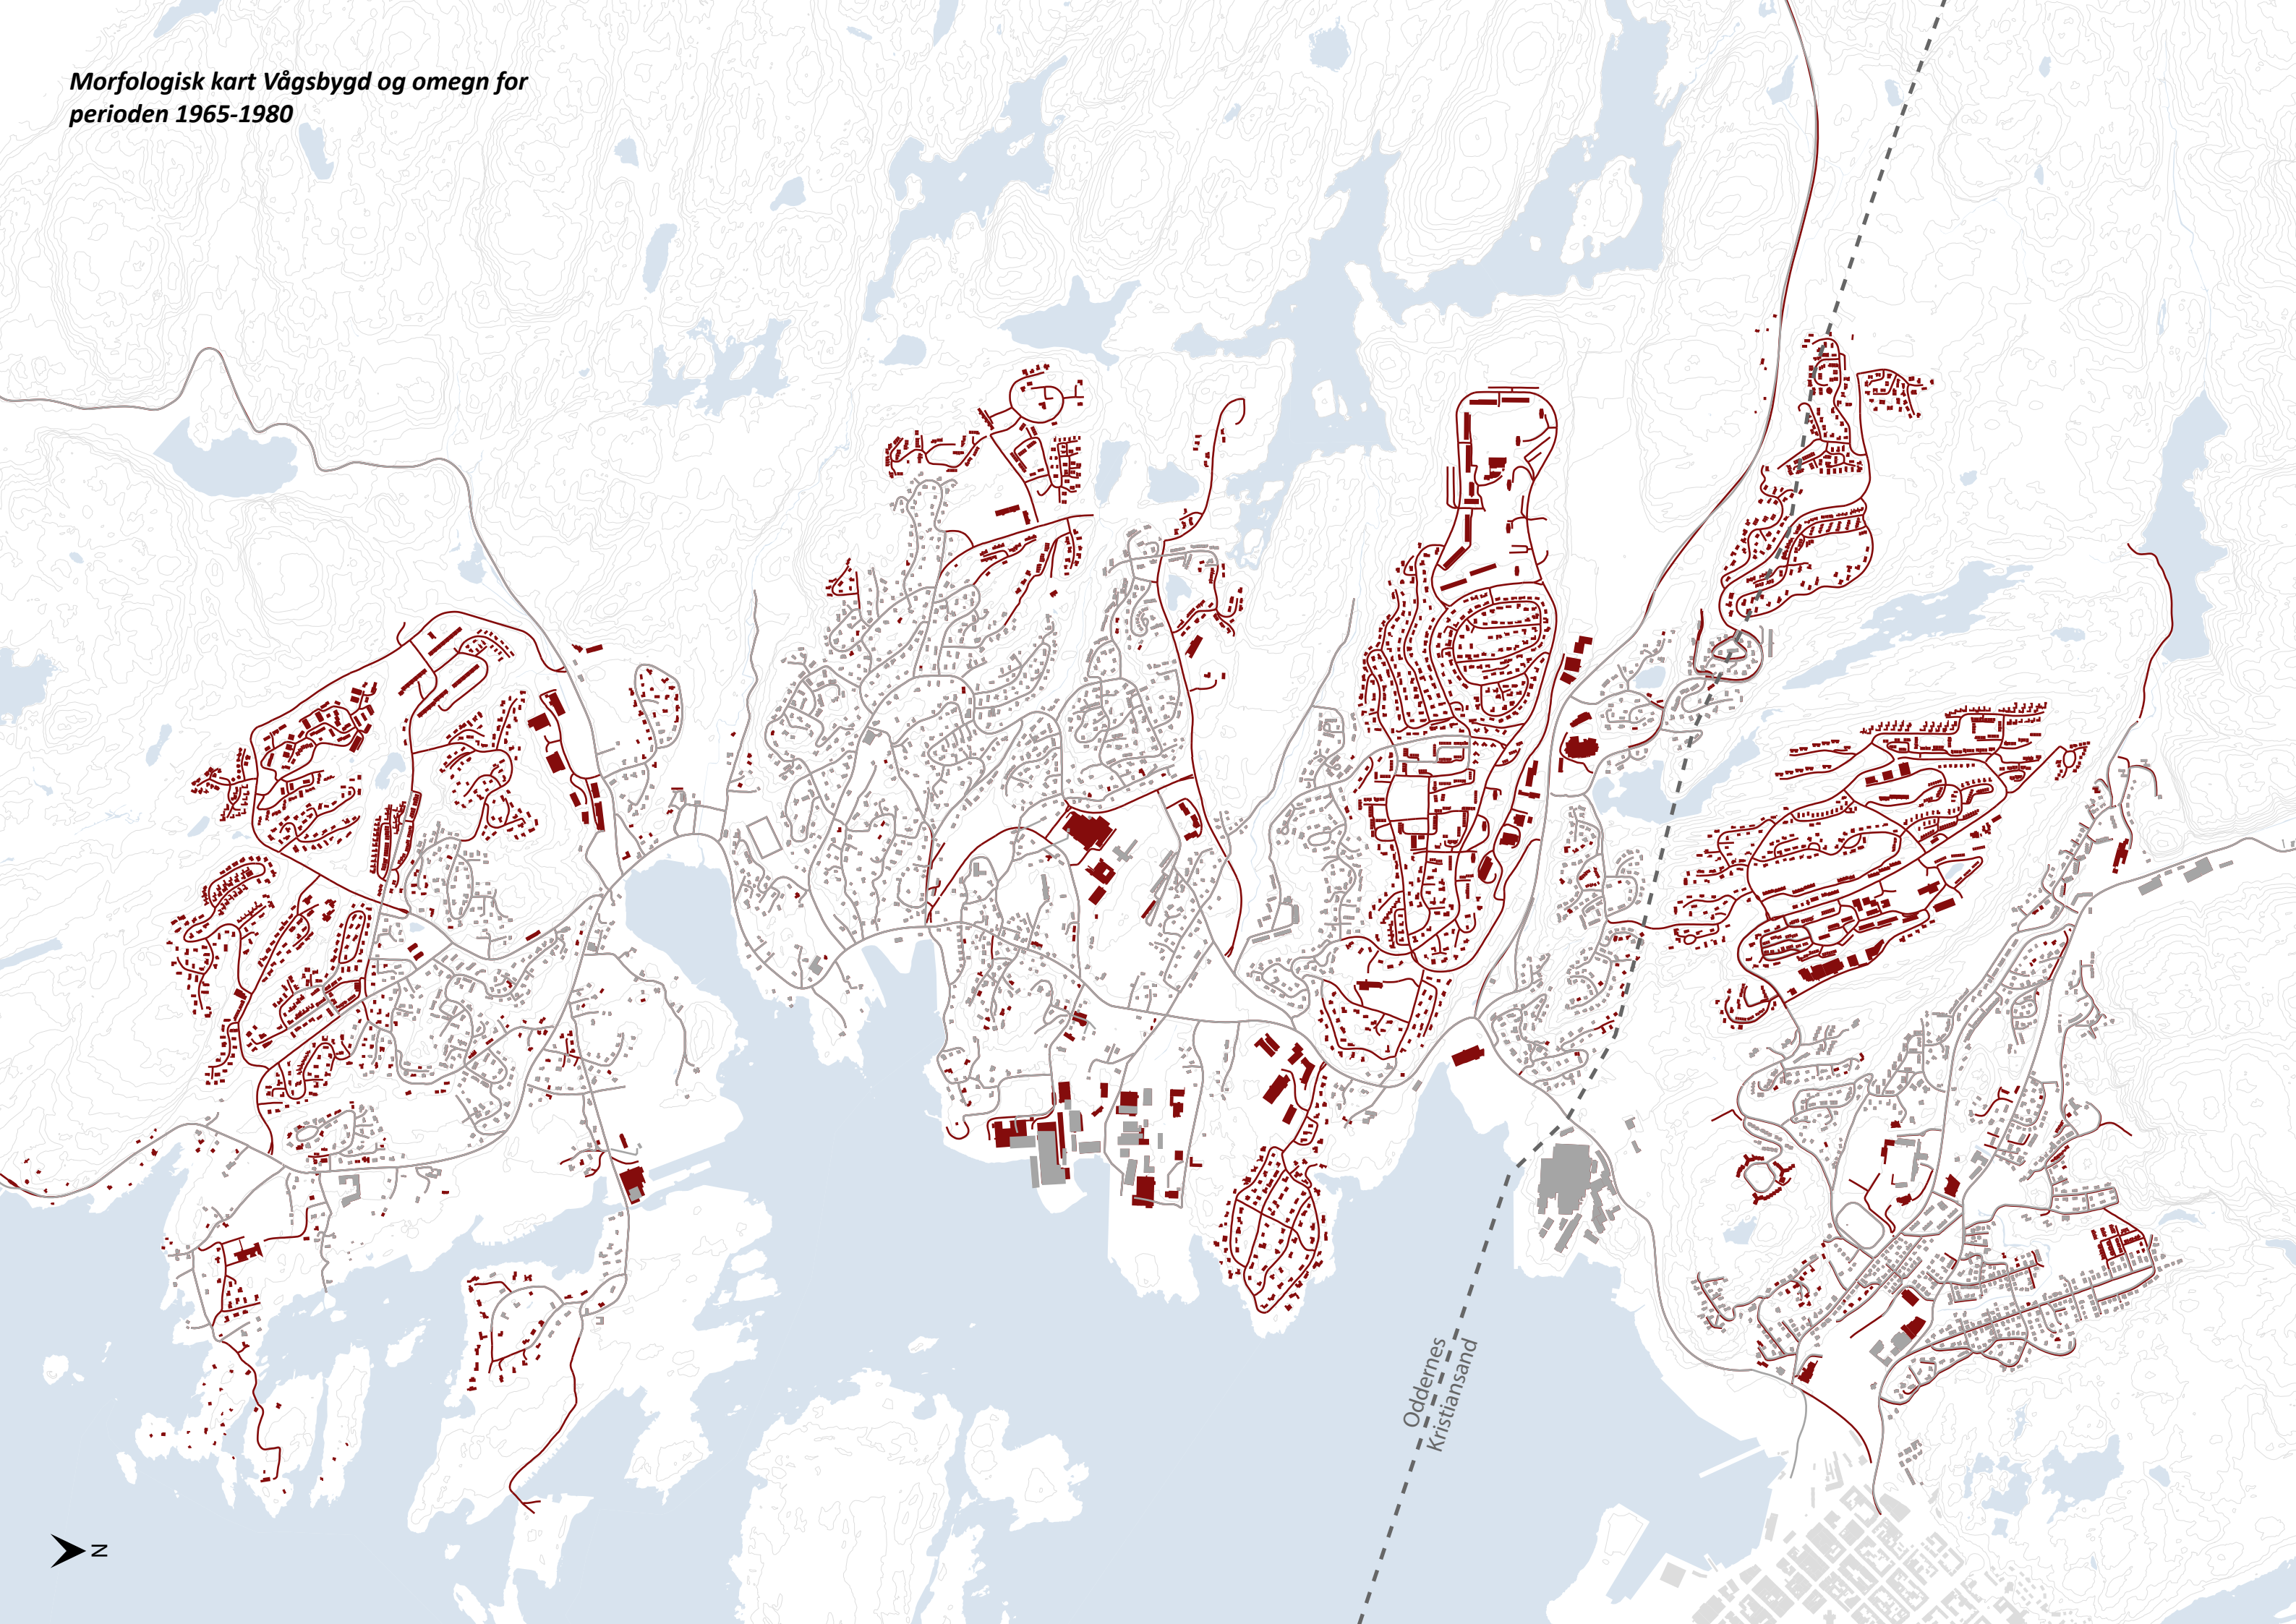 Morfologisk kart Vågsbygd og omegn for
perioden 1965-1980
Oddernes
Kristiansand
N